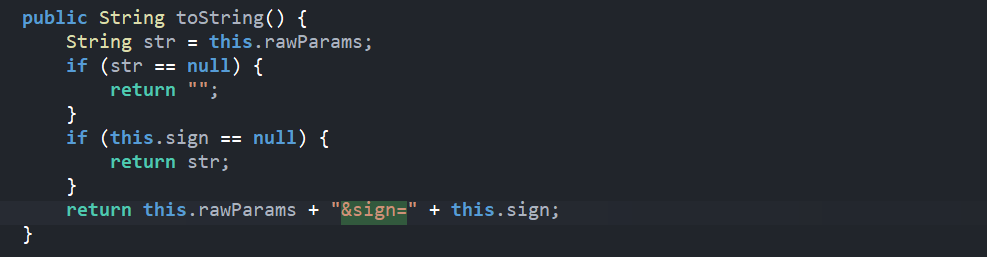 public String toString() {
    String str = this.rawParams;
    if (str == null) {
        return "";
    }
    if (this.sign == null) {
        return str;
    }
    return this.rawParams + "&sign=" + this.sign;
}